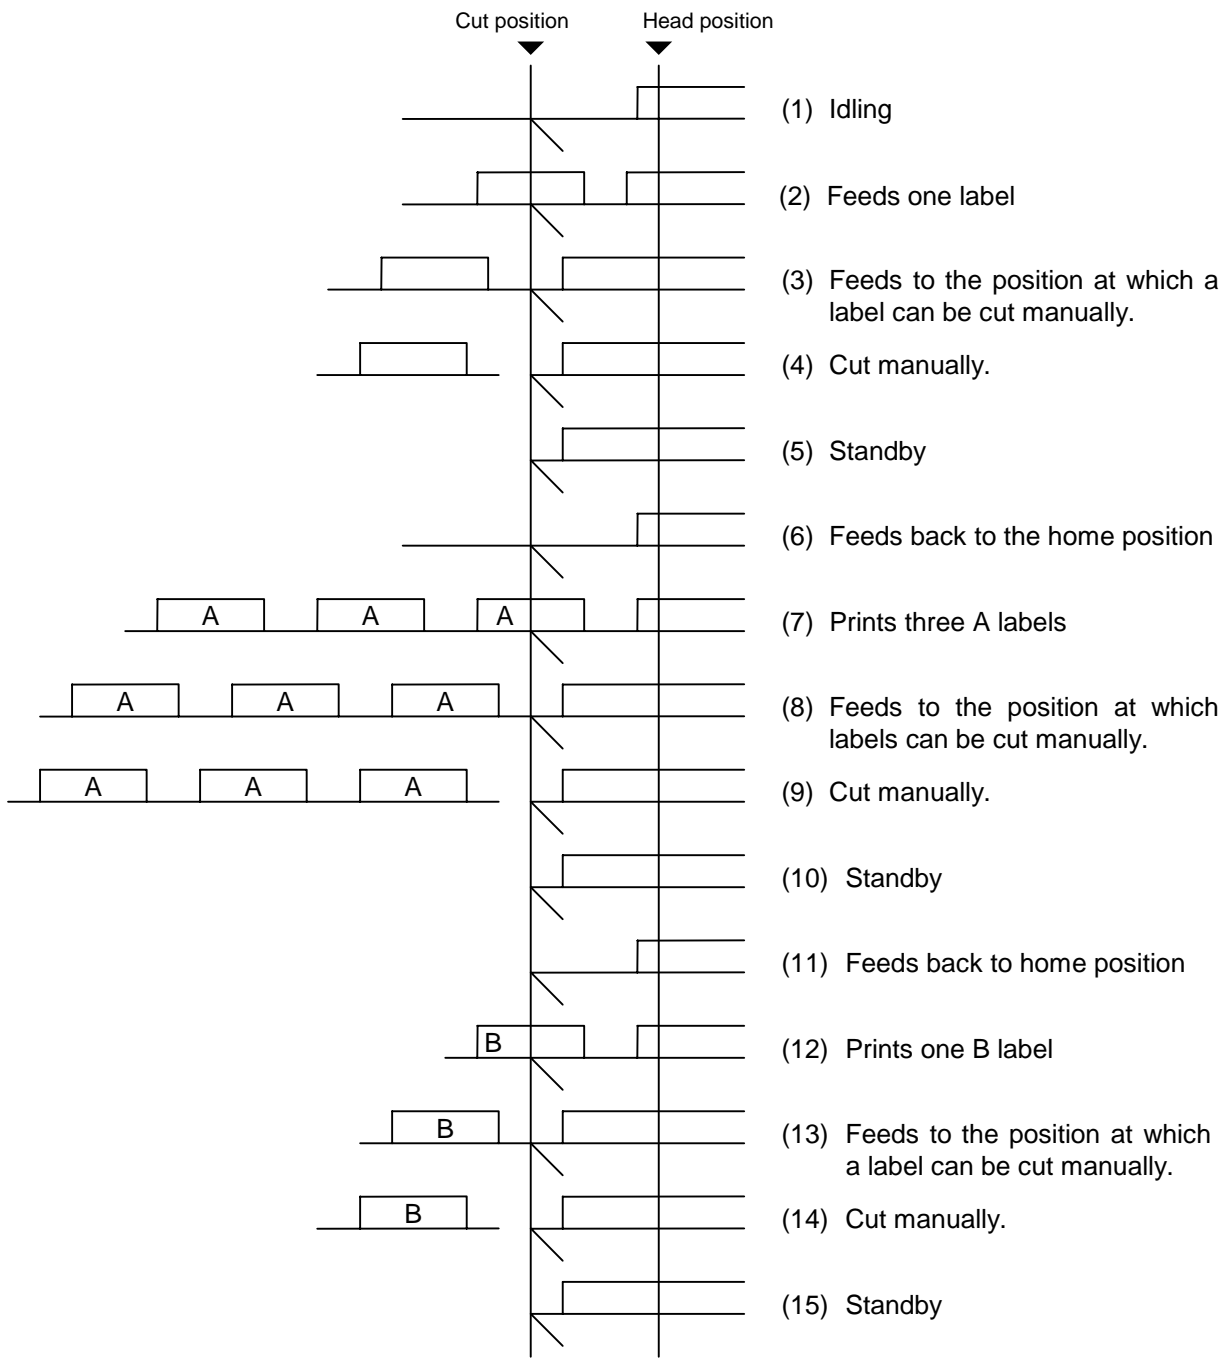 Cut position Head position
(1) Idling
(2) Feeds one label
(3) Feeds to the position at which a
label can be cut manually.
(4) Cut manually.
(5) Standby
(6) Feeds back to the home position
A A A (7) Prints three A labels
A A A (8) Feeds to the position at which
labels can be cut manually.
A A A (9) Cut manually.
(10) Standby
(11) Feeds back to home position
B (12) Prints one B label
B (13) Feeds to the position at which
a label can be cut manually.
B (14) Cut manually.
(15) Standby